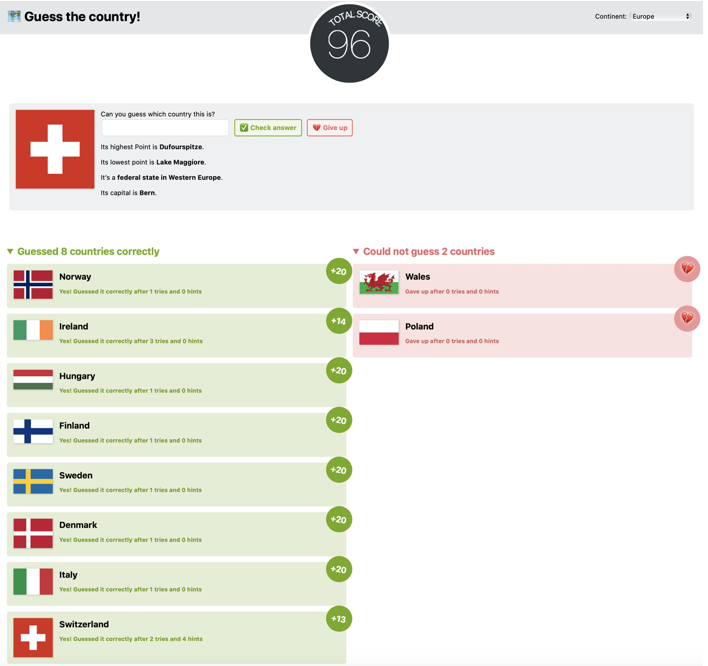 Guess the country!
Continent: Europe
TOTAL SCORE
96
Can you guess which country this is?
Check answer
Give up
Its highest Point is Dufourspitze.
Its lowest point is Lake Maggiore.
It's a federal state in Western Europe.
Its capital is Bern.
Guessed 8 countries correctly
Norway
+20
Yes! Guessed it correctly after 1 tries and 0 hints
Ireland
+14
Yes! Guessed it correctly after 3 tries and 0 hints
Hungary
+20
Yes! Guessed it correctly after 1 tries and 0 hints
Finland
+20
Yes! Guessed it correctly after 1 tries and 0 hints
Sweden
+20
Yes! Guessed it correctly after 1 tries and 0 hints
Denmark
+20
Yes! Guessed it correctly after 1 tries and 0 hints
Italy
+20
Yes! Guessed it correctly after 1 tries and 0 hints
Switzerland
+13
Yes! Guessed it correctly after 2 tries and 4 hints
Could not guess 2 countries
Wales
Gave up after 0 tries and 0 hints
Poland
Gave up after 0 tries and 0 hints